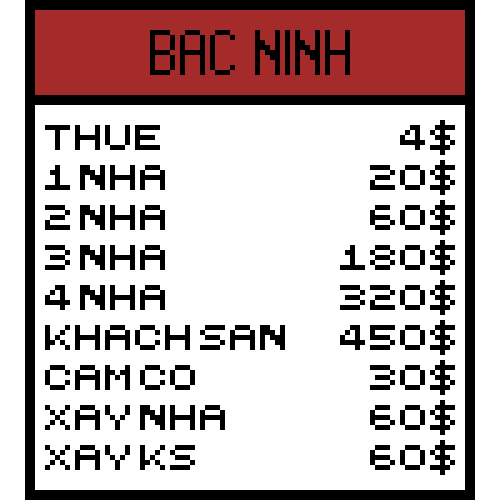 BAC NINH
THUE 4$
1 NHA 20$
2 NHA 60$
3 NHA 180$
4 NHA 320$
KHACH SAN 450$
CAM CO 30$
XAY NHA 60$
XAY KS 60$